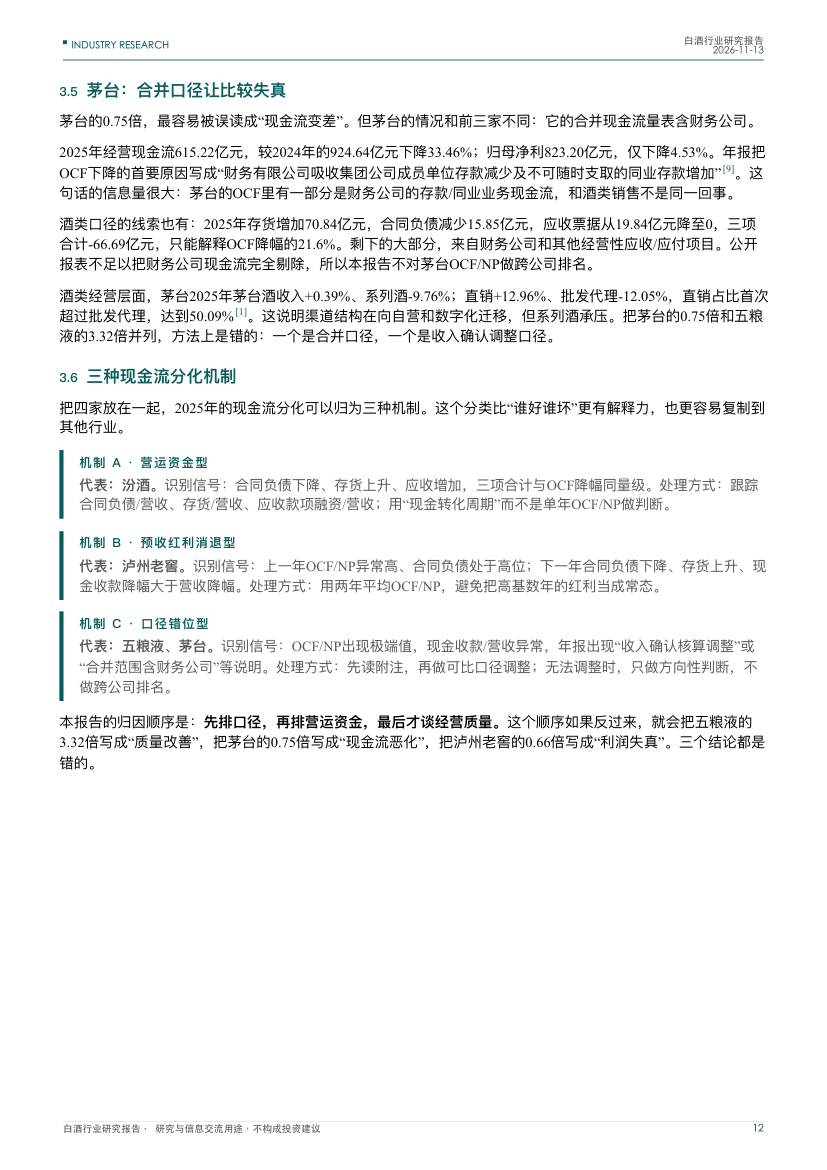 INDUSTRY RESEARCH
白酒行业研究报告
2026-11-13
3.5 茅台：合并口径让比较失真
茅台的0.75倍，最容易被误读成“现金流变差”。但茅台的情况和前三家不同：它的合并现金流量表含财务公司。
2025年经营现金流615.22亿元，较2024年的924.64亿元下降33.46%；归母净利823.20亿元，仅下降4.53%。年报把
OCF下降的首要原因写成“财务有限公司吸收集团公司成员单位存款减少及不可随时支取的同业存款增加”[9]。这
句话的信息量很大：茅台的OCF里有一部分是财务公司的存款/同业业务现金流，和酒类销售不是同一回事。
酒类口径的线索也有：2025年存货增加70.84亿元，合同负债减少15.85亿元，应收票据从19.84亿元降至0，三项
合计-66.69亿元，只能解释OCF降幅的21.6%。剩下的大部分，来自财务公司和其他经营性应收/应付项目。公开
报表不足以把财务公司现金流完全剔除，所以本报告不对茅台OCF/NP做跨公司排名。
酒类经营层面，茅台2025年茅台酒收入+0.39%、系列酒-9.76%；直销+12.96%、批发代理-12.05%，直销占比首次
超过批发代理，达到50.09%[1]。这说明渠道结构在向自营和数字化迁移，但系列酒承压。把茅台的0.75倍和五粮
液的3.32倍并列，方法上是错的：一个是合并口径，一个是收入确认调整口径。
3.6 三种现金流分化机制
把四家放在一起，2025年的现金流分化可以归为三种机制。这个分类比“谁好谁坏”更有解释力，也更容易复制到
其他行业。
机制 A · 营运资金型
代表：汾酒。识别信号：合同负债下降、存货上升、应收增加，三项合计与OCF降幅同量级。处理方式：跟踪
合同负债/营收、存货/营收、应收款项融资/营收；用“现金转化周期”而不是单年OCF/NP做判断。
机制 B · 预收红利消退型
代表：泸州老窖。识别信号：上一年OCF/NP异常高、合同负债处于高位；下一年合同负债下降、存货上升、现
金收款降幅大于营收降幅。处理方式：用两年平均OCF/NP，避免把高基数年的红利当成常态。
机制 C · 口径错位型
代表：五粮液、茅台。识别信号：OCF/NP出现极端值，现金收款/营收异常，年报出现“收入确认核算调整”或
“合并范围含财务公司”等说明。处理方式：先读附注，再做可比口径调整；无法调整时，只做方向性判断，不
做跨公司排名。
本报告的归因顺序是：先排口径，再排营运资金，最后才谈经营质量。这个顺序如果反过来，就会把五粮液的
3.32倍写成“质量改善”，把茅台的0.75倍写成“现金流恶化”，把泸州老窖的0.66倍写成“利润失真”。三个结论都是
错的。
白酒行业研究报告 · 研究与信息交流用途 · 不构成投资建议
12